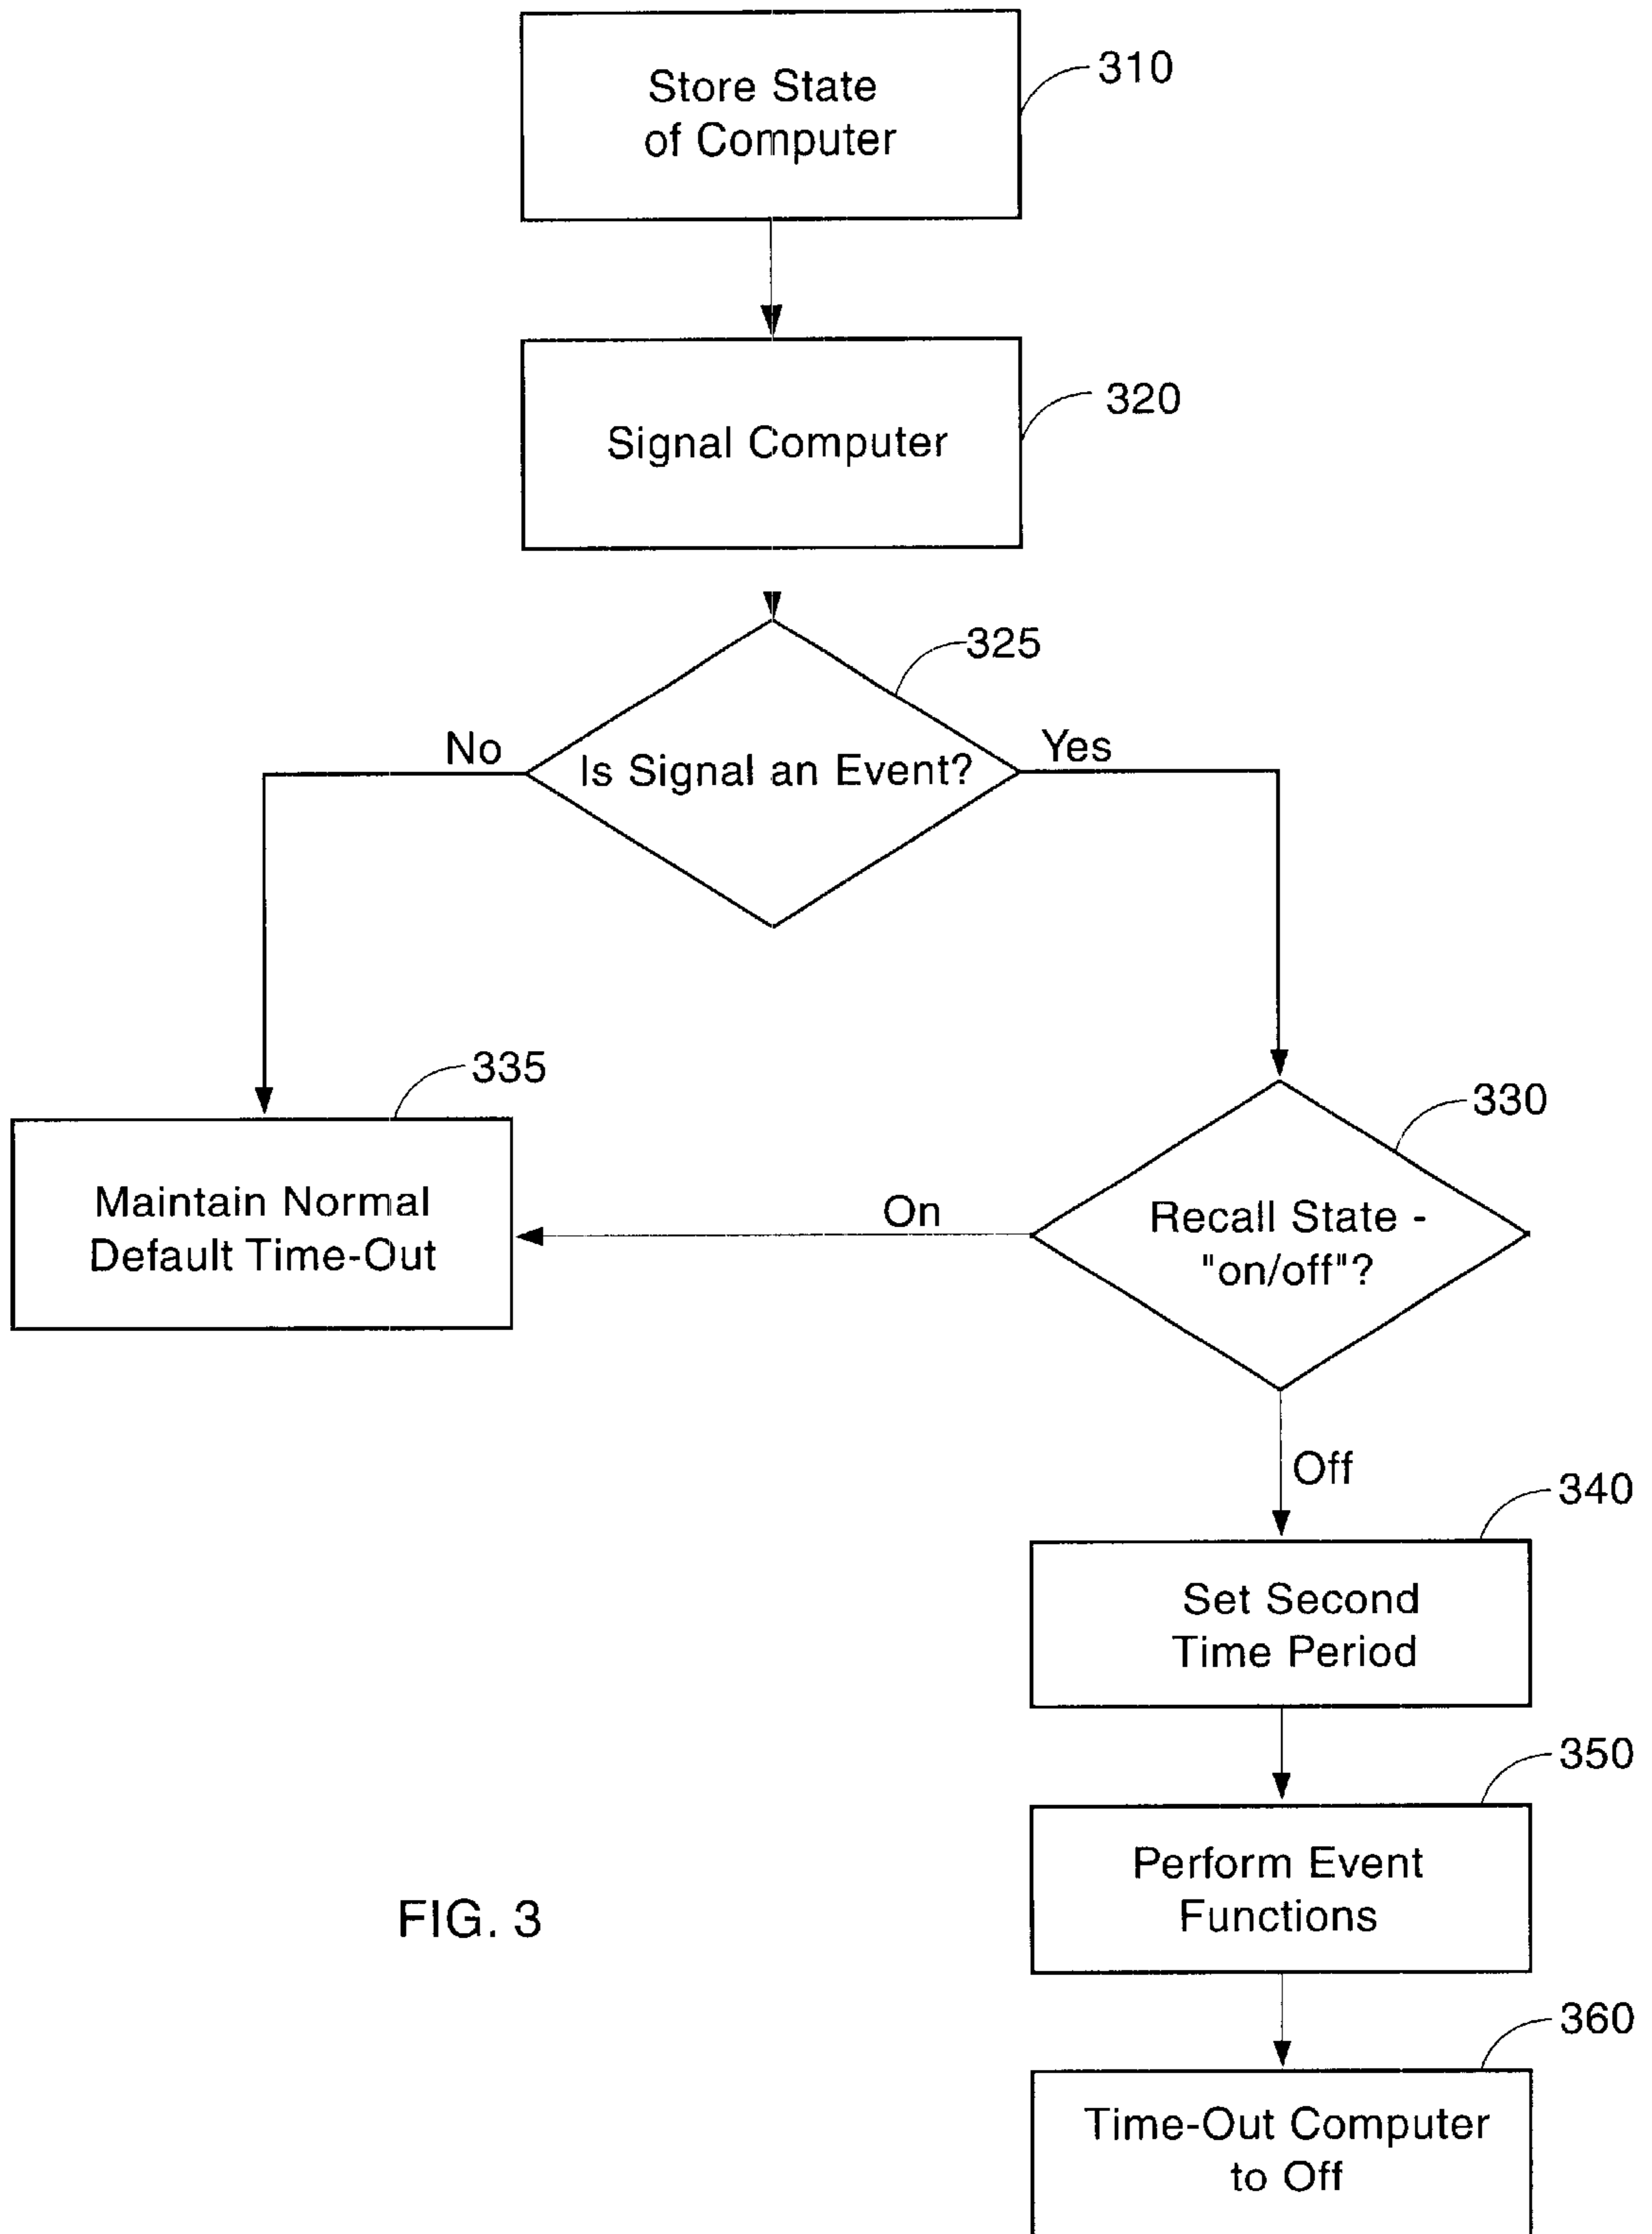 Store State
of Computer
310
Signal Computer
320
325
Is Signal an Event?
No
Yes
335
Maintain Normal
Default Time-Out
330
Recall State -
"on/off"?
On
Off
340
Set Second
Time Period
350
Perform Event
Functions
FIG. 3
360
Time-Out Computer
to Off